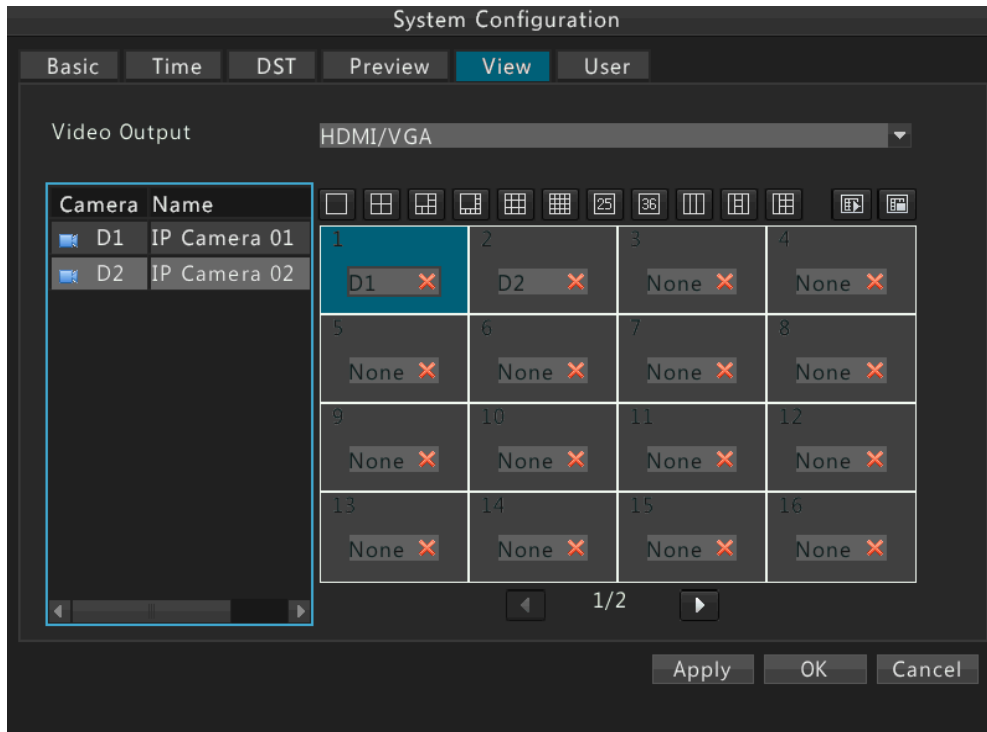 System Configuration
Basic Time DST Preview View User
Video Output HDMI/VGA
Camera Name
25 36
D1 IP Camera 01
D2 IP Camera 02
1 2 3 4
D1 D2 None None
5 6 7 8
None None None None
9 10 11 12
None None None None
13 14 15 16
None None None None
1/2
Apply OK Cancel